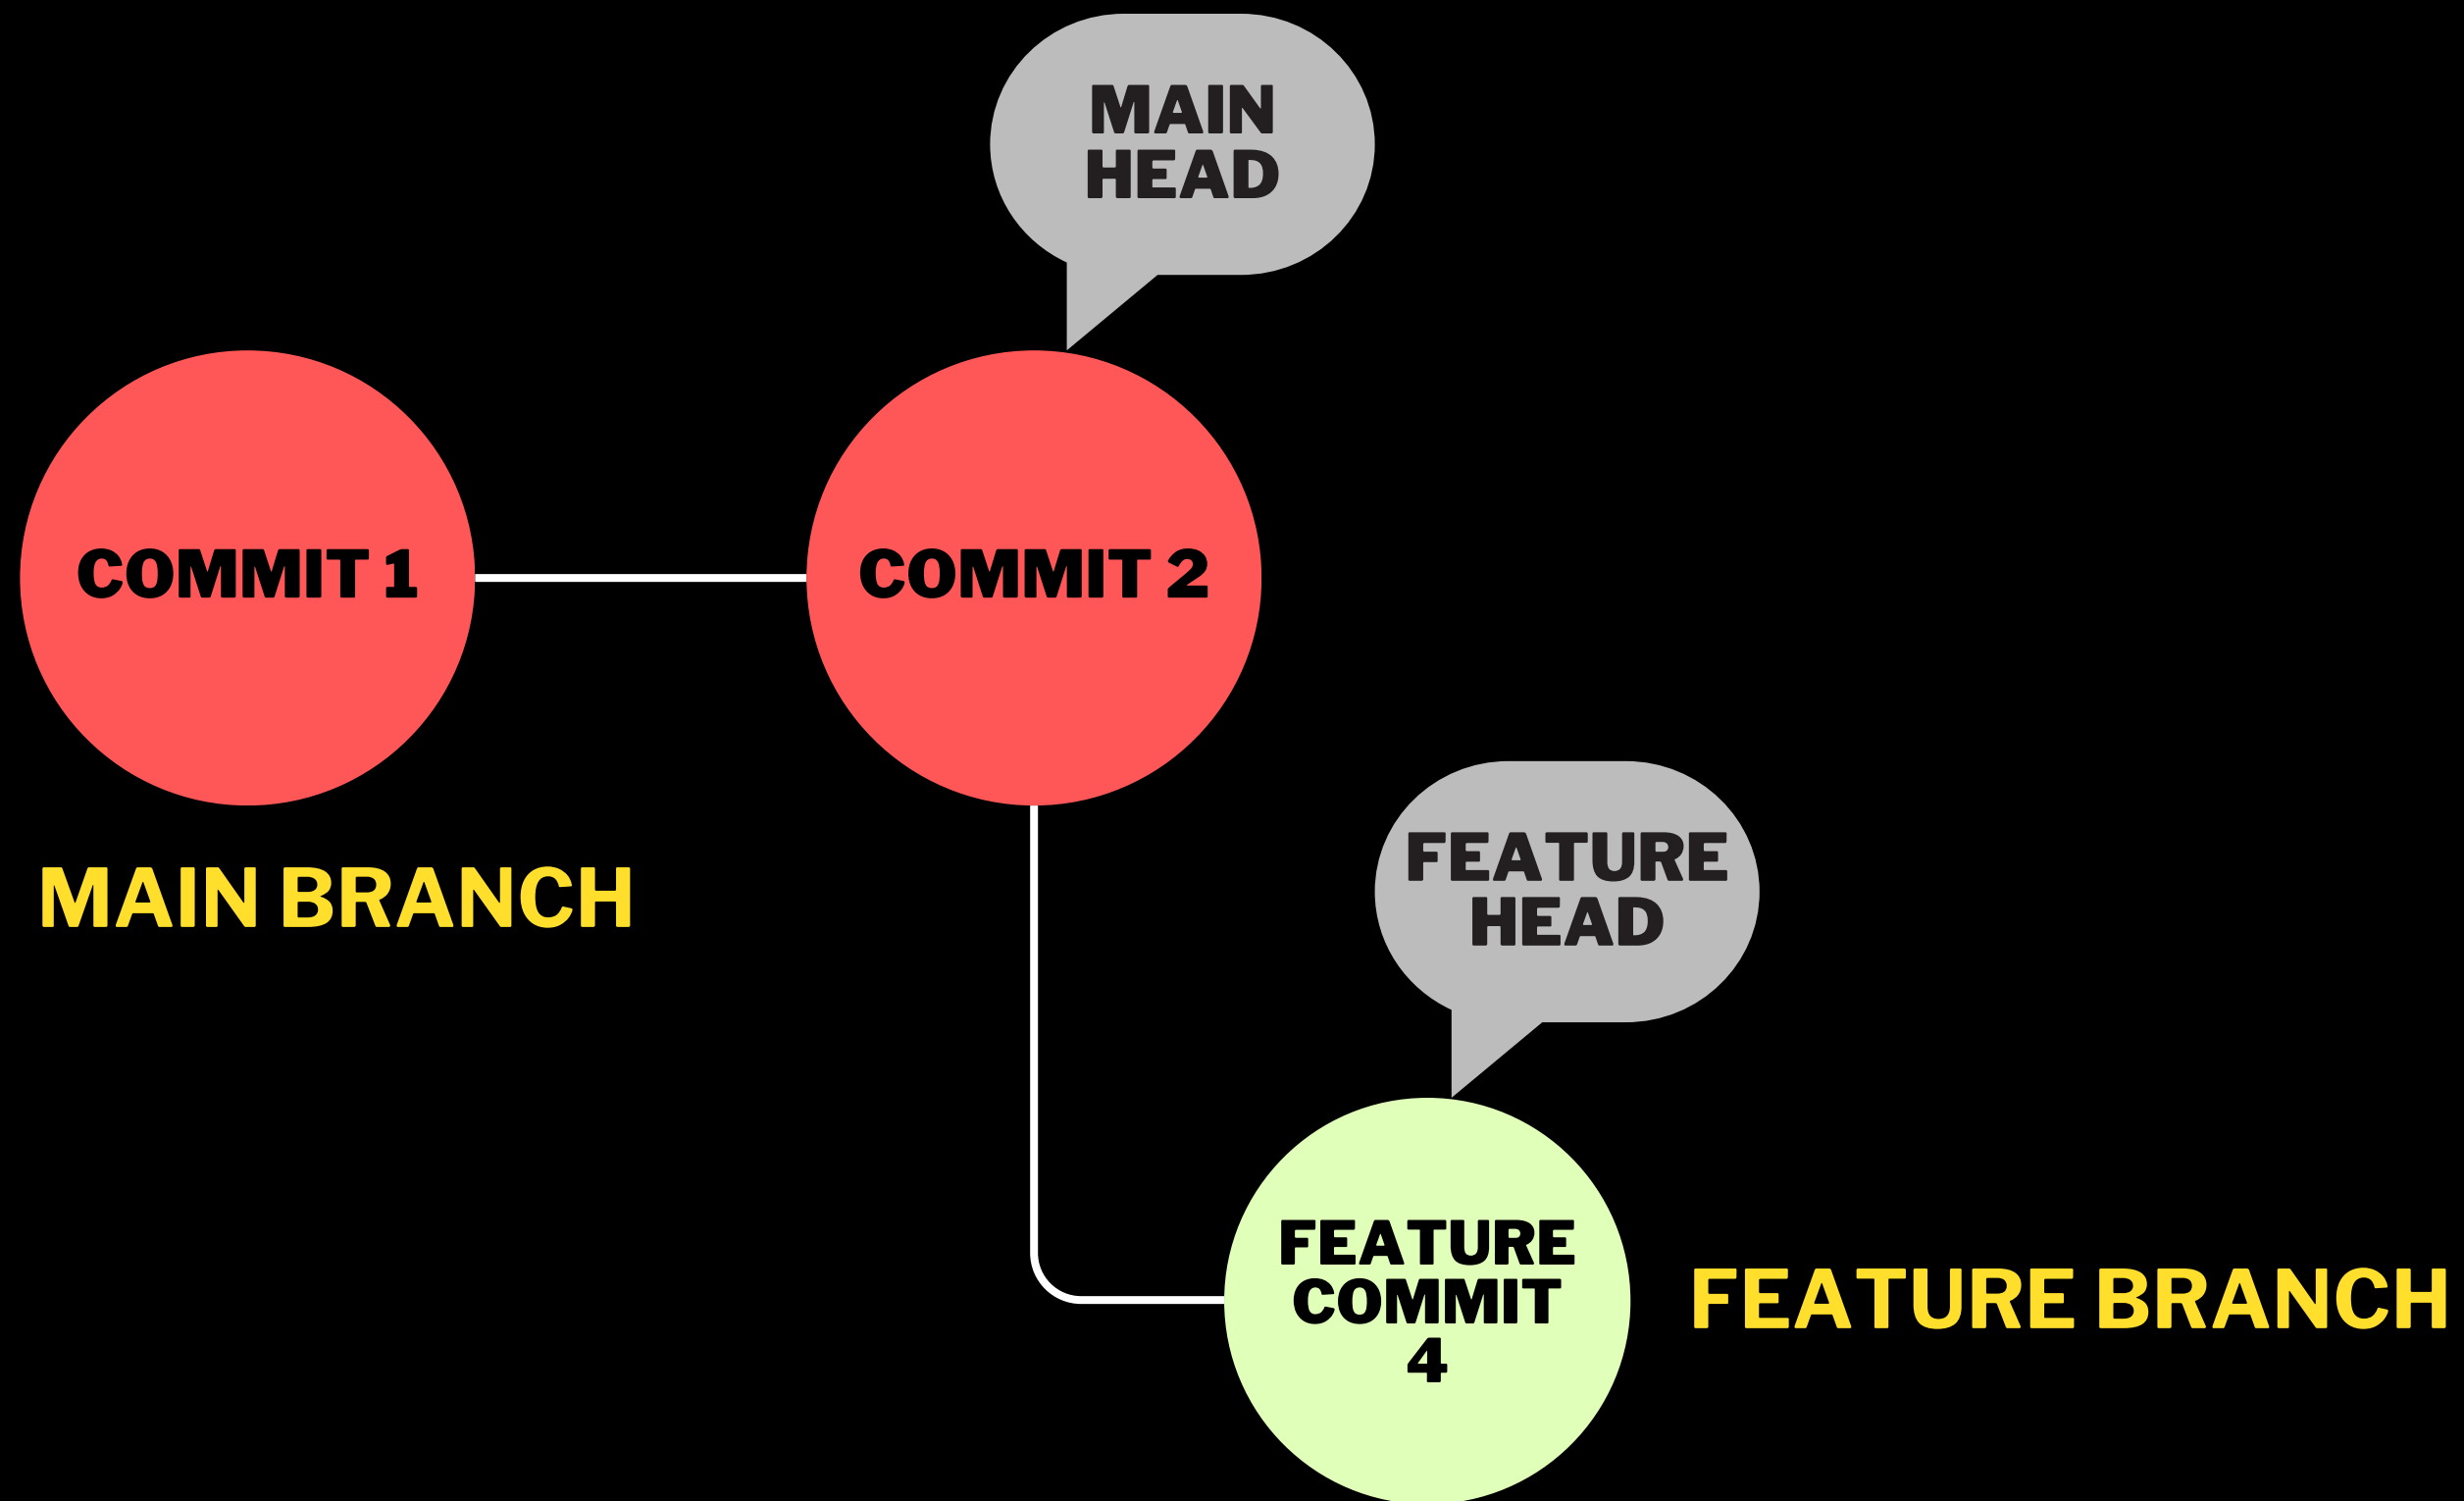 MAIN
HEAD
COMMIT 1
COMMIT 2
MAIN BRANCH
FEATURE
HEAD
FEATURE
COMMIT
4
FEATURE BRANCH